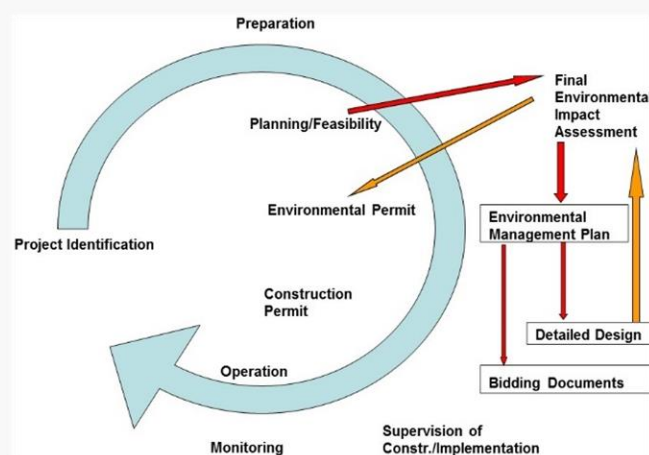 Preparation
Final
Environmental
Impact
Assessment
Planning/Feasibility
Environmental Permit
Environmental
Management Plan
Project Identification
Construction
Permit
Detailed Design
Operation
Bidding Documents
Monitoring
Supervision of
Constr./Implementation